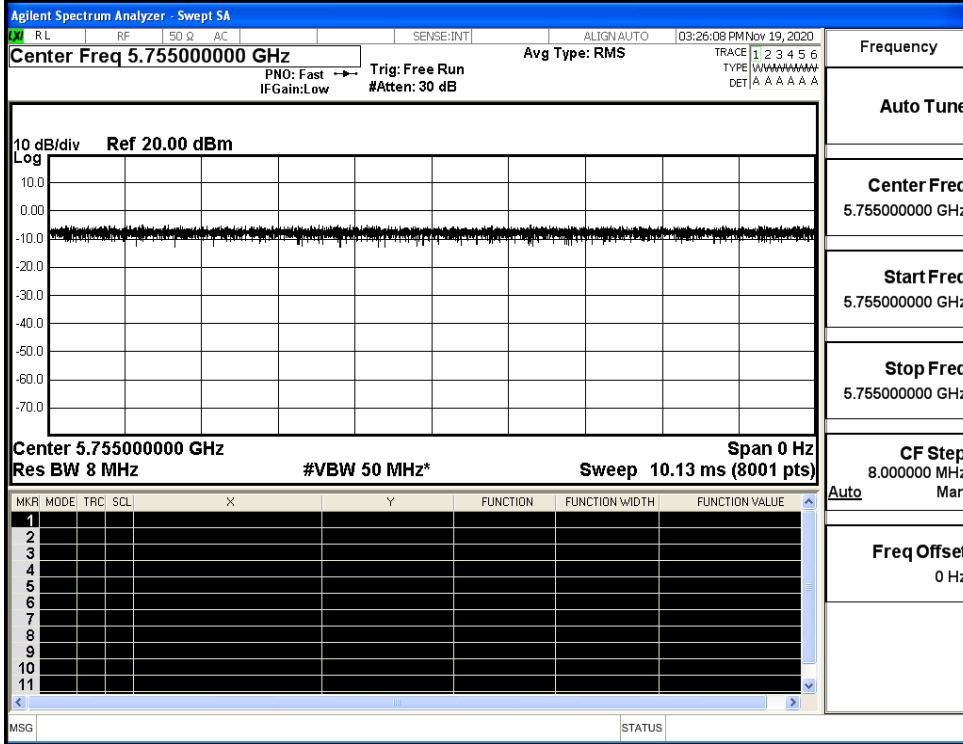 Agilent Spectrum Analyzer - Swept SA
LXI RL RF 50 Ω AC SENSE:INT ALIGN AUTO 03:26:08 PM Nov 19, 2020
Center Freq 5.755000000 GHz
Avg Type: RMS
TRACE 1 2 3 4 5 6
TYPE WWWWWW
DET A A A A A A
PNO: Fast
IFGain:Low
Trig: Free Run
#Atten: 30 dB
10 dB/div Ref 20.00 dBm
Log
10.0
0.00
-10.0
-20.0
-30.0
-40.0
-50.0
-60.0
-70.0
Center 5.755000000 GHz Span 0 Hz
Res BW 8 MHz #VBW 50 MHz* Sweep 10.13 ms (8001 pts)
MKR MODE TRC SCL X Y FUNCTION FUNCTION WIDTH FUNCTION VALUE
1
2
3
4
5
6
7
8
9
10
11
MSG STATUS
Frequency
Auto Tune
Center Freq
5.755000000 GHz
Start Freq
5.755000000 GHz
Stop Freq
5.755000000 GHz
CF Step
8.000000 MHz
Auto Man
Freq Offset
0 Hz